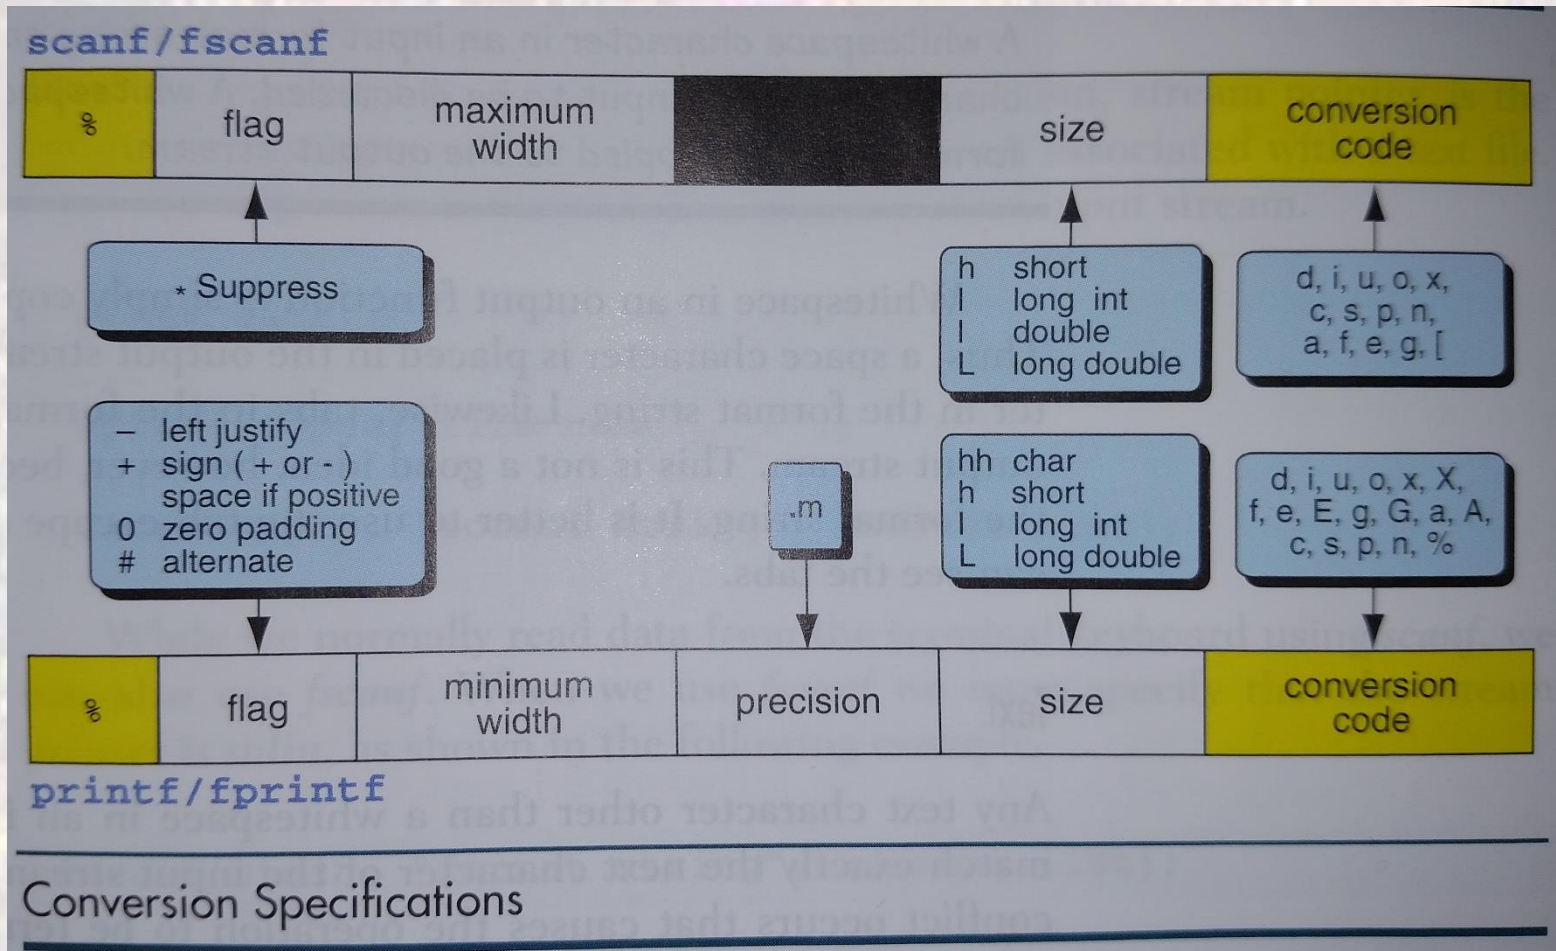 scanf/fscanf
% flag maximum width size conversion code
* Suppress
h short
l long int
l double
L long double
d, i, u, o, x,
c, s, p, n,
a, f, e, g, [
– left justify
+ sign ( + or - )
space if positive
0 zero padding
# alternate
.m
hh char
h short
l long int
L long double
d, i, u, o, x, X,
f, e, E, g, G, a, A,
c, s, p, n, %
% flag minimum width precision size conversion code
printf/fprintf
Conversion Specifications